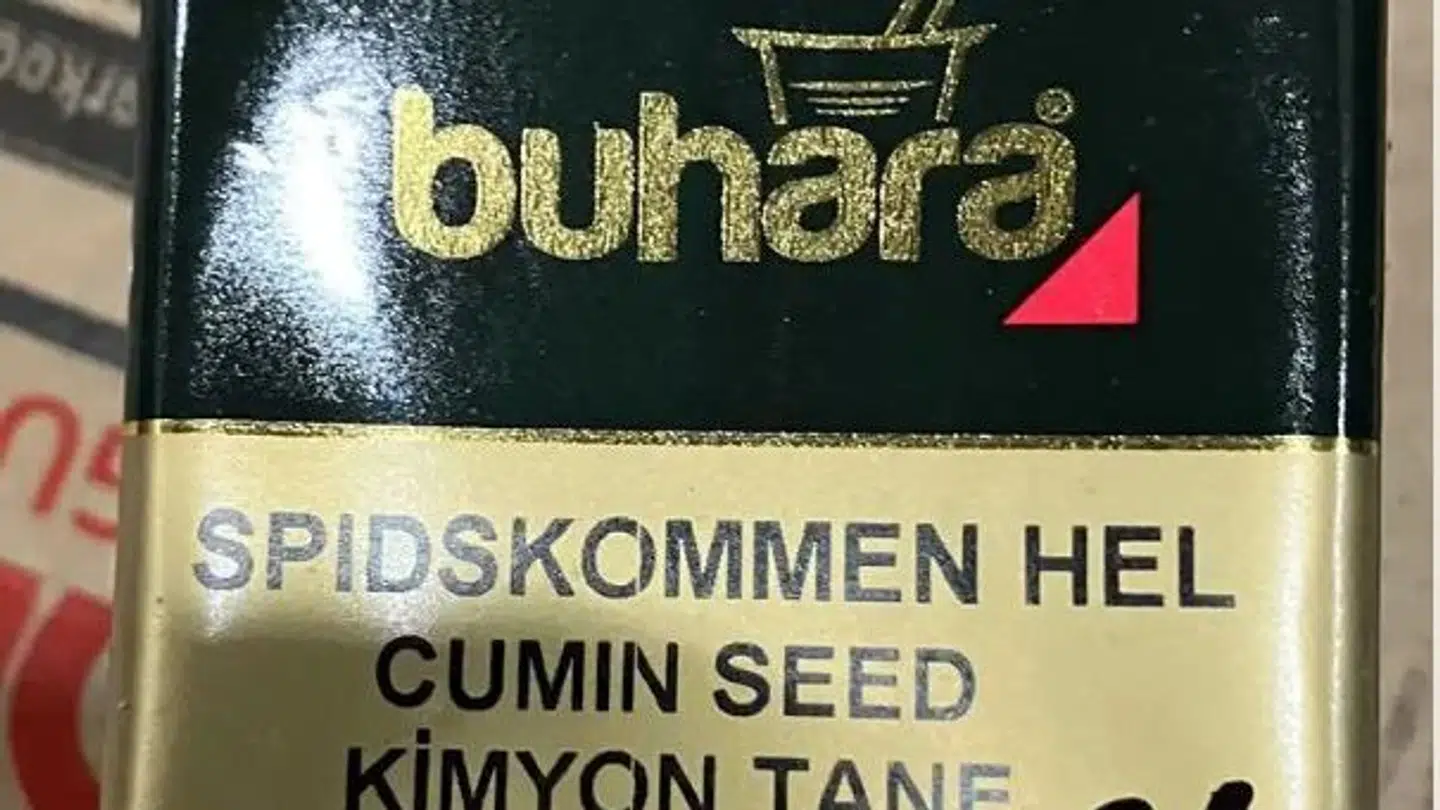 buhara®
SPIDSKOMMEN HEL
CUMIN SEED
KİMYON TANE